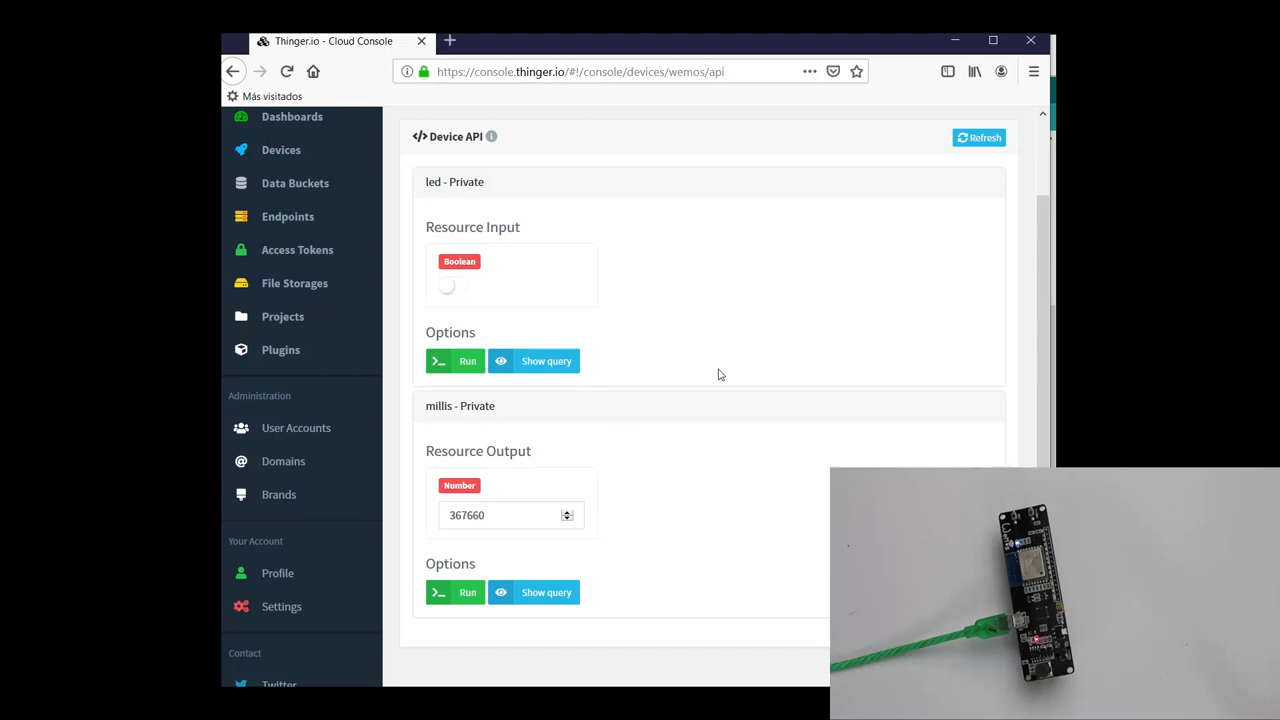 Thinger.io - Cloud Console
https://console.thinger.io/#!/console/devices/wemos/api
Más visitados
Dashboards
Devices
Data Buckets
Endpoints
Access Tokens
File Storages
Projects
Plugins
Administration
User Accounts
Domains
Brands
Your Account
Profile
Settings
Contact
Twitter
</> Device API
Refresh
led - Private
Resource Input
Boolean
Options
>_ Run
Show query
millis - Private
Resource Output
Number
367660
Options
>_ Run
Show query